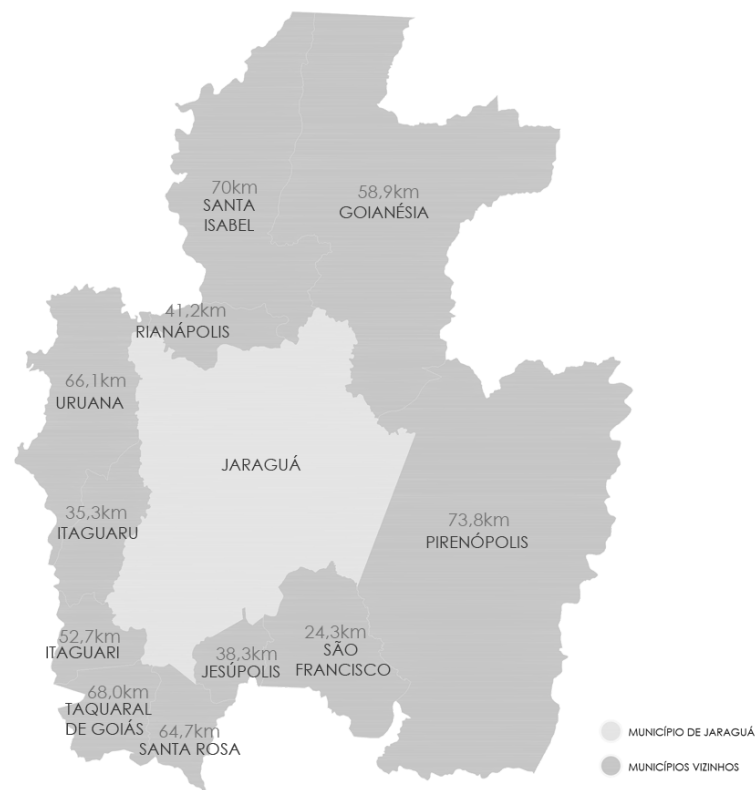 70km
SANTA
ISABEL
58,9km
GOIANÉSIA
41,2km
RIANÁPOLIS
66,1km
URUANA
JARAGUÁ
35,3km
ITAGUARU
73,8km
PIRENÓPOLIS
52,7km
ITAGUARI
38,3km
JESÚPOLIS
24,3km
SÃO
FRANCISCO
68,0km
TAQUARAL
DE GOIÁS
64,7km
SANTA ROSA
MUNICÍPIO DE JARAGUÁ
MUNICÍPIOS VIZINHOS